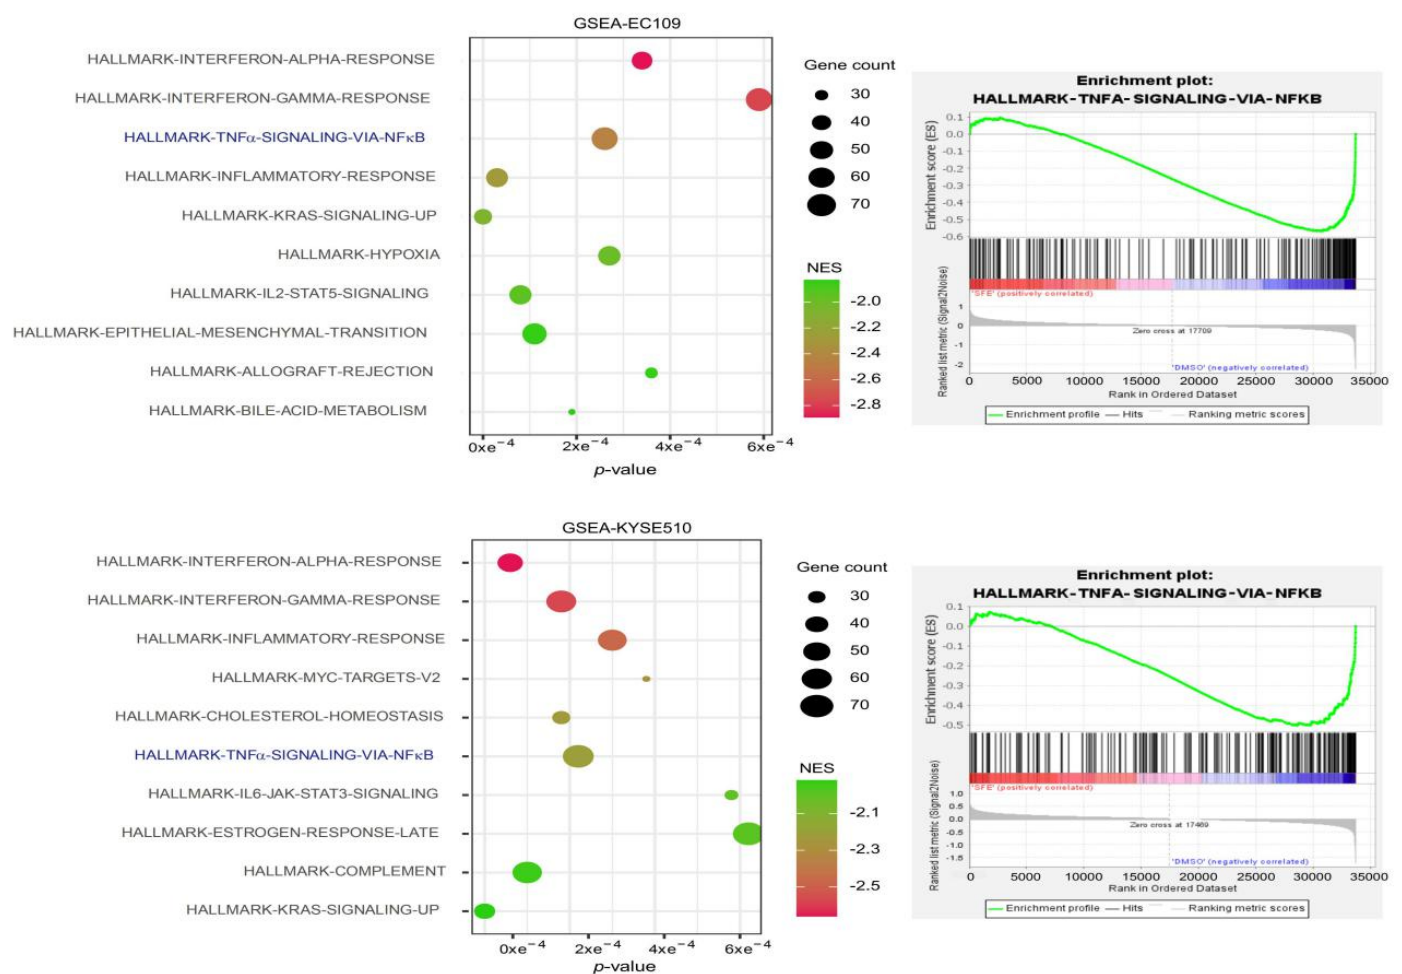 GSEA-EC109
HALLMARK-INTERFERON-ALPHA-RESPONSE
HALLMARK-INTERFERON-GAMMA-RESPONSE
HALLMARK-TNFα-SIGNALING-VIA-NFκB
HALLMARK-INFLAMMATORY-RESPONSE
HALLMARK-KRAS-SIGNALING-UP
HALLMARK-HYPOXIA
HALLMARK-IL2-STAT5-SIGNALING
HALLMARK-EPITHELIAL-MESENCHYMAL-TRANSITION
HALLMARK-ALLOGRAFT-REJECTION
HALLMARK-BILE-ACID-METABOLISM
0xe⁻⁴ 2xe⁻⁴ 4xe⁻⁴ 6xe⁻⁴
p-value
Gene count
30
40
50
60
70
NES
-2.0
-2.2
-2.4
-2.6
-2.8
Enrichment plot:
HALLMARK-TNFA-SIGNALING-VIA-NFKB
Enrichment score (ES)
0.1
0.0
-0.1
-0.2
-0.3
-0.4
-0.5
-0.6
'SFE' (positively correlated)
Ranked list metric (Signal2Noise)
1
0
-1
-2
Zero cross at 17709
'DMSO' (negatively correlated)
0 5000 10000 15000 20000 25000 30000 35000
Rank in Ordered Dataset
Enrichment profile Hits Ranking metric scores
GSEA-KYSE510
HALLMARK-INTERFERON-ALPHA-RESPONSE
HALLMARK-INTERFERON-GAMMA-RESPONSE
HALLMARK-INFLAMMATORY-RESPONSE
HALLMARK-MYC-TARGETS-V2
HALLMARK-CHOLESTEROL-HOMEOSTASIS
HALLMARK-TNFα-SIGNALING-VIA-NFκB
HALLMARK-IL6-JAK-STAT3-SIGNALING
HALLMARK-ESTROGEN-RESPONSE-LATE
HALLMARK-COMPLEMENT
HALLMARK-KRAS-SIGNALING-UP
0xe⁻⁴ 2xe⁻⁴ 4xe⁻⁴ 6xe⁻⁴
p-value
Gene count
30
40
50
60
70
NES
-2.1
-2.3
-2.5
Enrichment plot:
HALLMARK-TNFA-SIGNALING-VIA-NFKB
Enrichment score (ES)
0.1
0.0
-0.1
-0.2
-0.3
-0.4
-0.5
'SFE' (positively correlated)
Ranked list metric (Signal2Noise)
1.0
0.5
0.0
-0.5
-1.0
-1.5
Zero cross at 17469
'DMSO' (negatively correlated)
0 5000 10000 15000 20000 25000 30000 35000
Rank in Ordered Dataset
Enrichment profile Hits Ranking metric scores